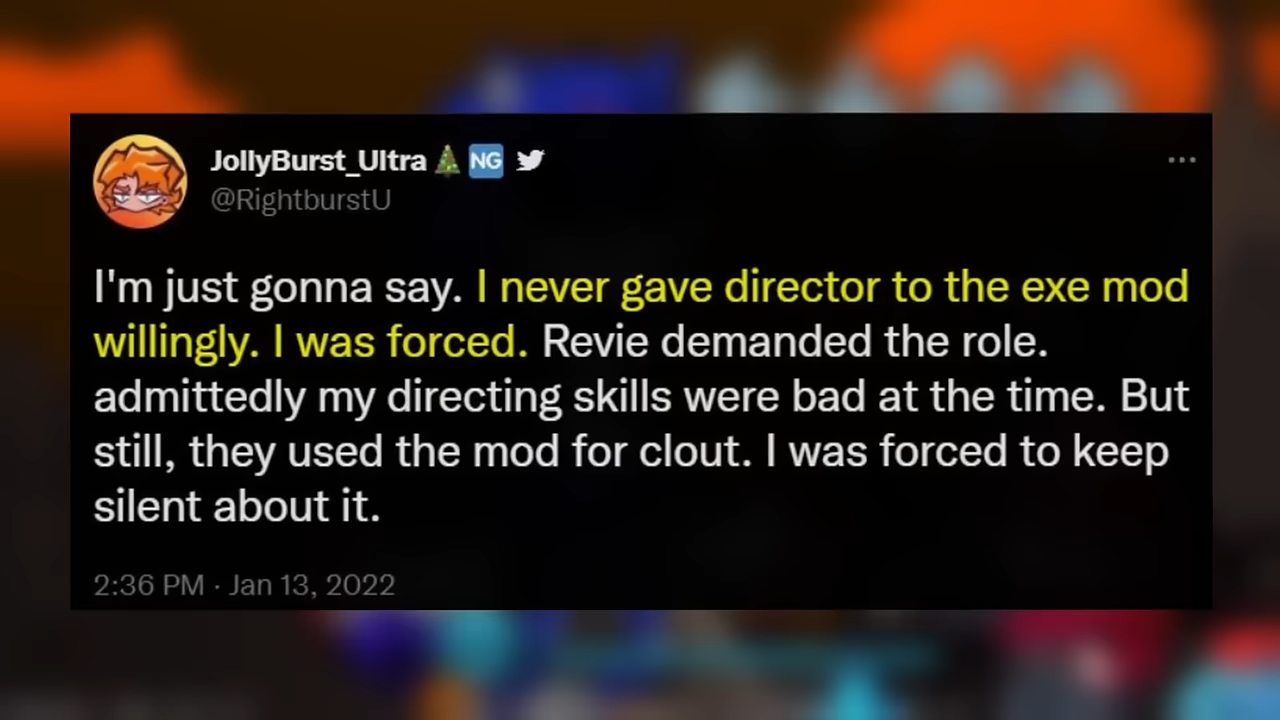 JollyBurst_Ultra🎄🆖
@RightburstU
I'm just gonna say. I never gave director to the exe mod
willingly. I was forced. Revie demanded the role.
admittedly my directing skills were bad at the time. But
still, they used the mod for clout. I was forced to keep
silent about it.
2:36 PM · Jan 13, 2022